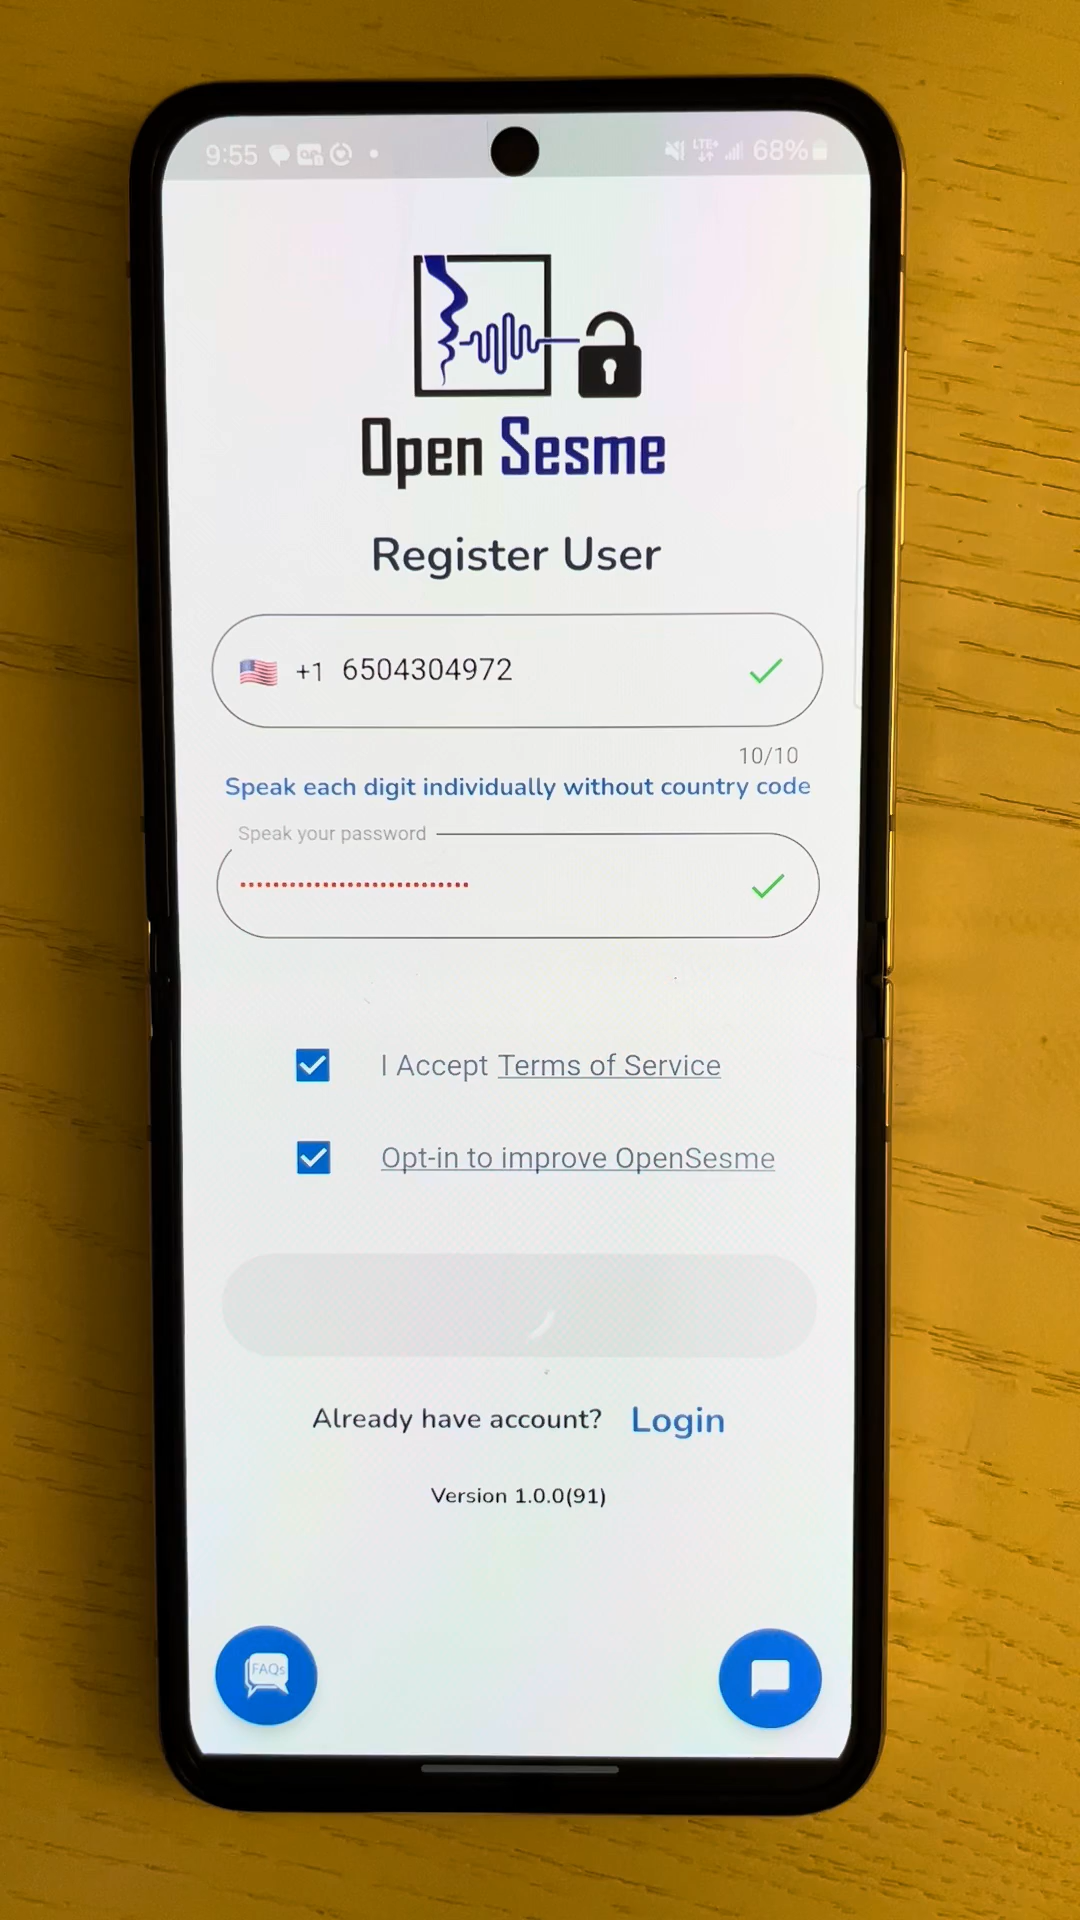 9:55 LTE+ 68%
Open Sesme
Register User
+1 6504304972
10/10
Speak each digit individually without country code
Speak your password
I Accept Terms of Service
Opt-in to improve OpenSesme
Already have account? Login
Version 1.0.0(91)
FAQs